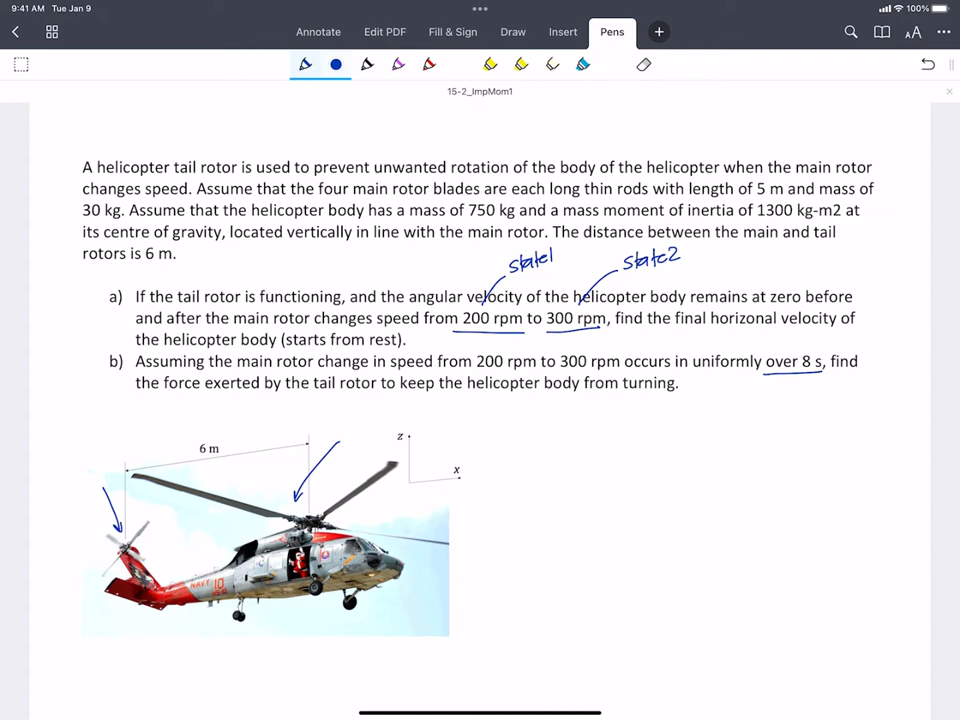 9:41 AM Tue Jan 9
100%
Annotate Edit PDF Fill & Sign Draw Insert Pens
AA
15-2_ImpMom1
A helicopter tail rotor is used to prevent unwanted rotation of the body of the helicopter when the main rotor
changes speed. Assume that the four main rotor blades are each long thin rods with length of 5 m and mass of
30 kg. Assume that the helicopter body has a mass of 750 kg and a mass moment of inertia of 1300 kg-m2 at
its centre of gravity, located vertically in line with the main rotor. The distance between the main and tail
rotors is 6 m.
state1
state2
a) If the tail rotor is functioning, and the angular velocity of the helicopter body remains at zero before
and after the main rotor changes speed from 200 rpm to 300 rpm, find the final horizonal velocity of
the helicopter body (starts from rest).
b) Assuming the main rotor change in speed from 200 rpm to 300 rpm occurs in uniformly over 8 s, find
the force exerted by the tail rotor to keep the helicopter body from turning.
6 m
z
x
NAVY 10